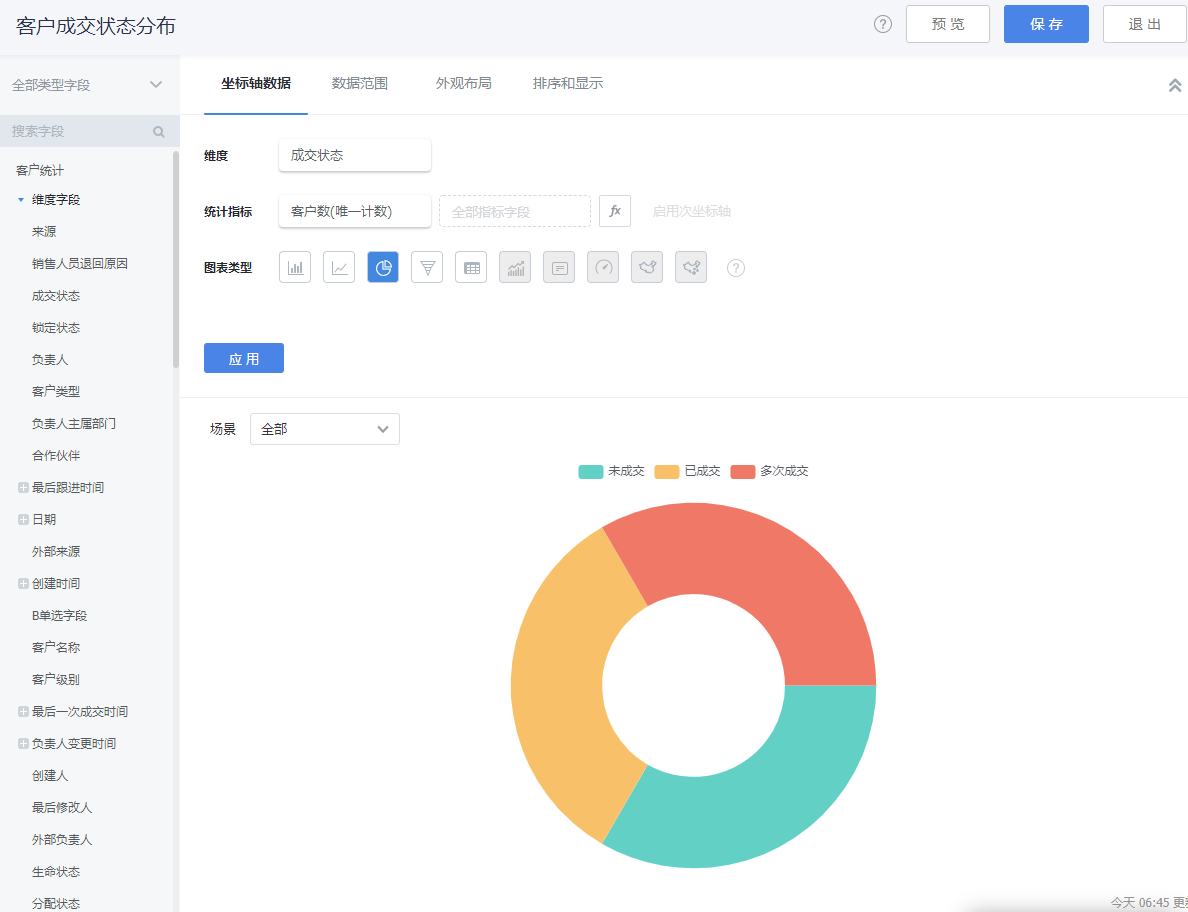 客户成交状态分布
?
预 览
保 存
退 出
全部类型字段
搜索字段
客户统计
维度字段
来源
销售人员退回原因
成交状态
锁定状态
负责人
客户类型
负责人主属部门
合作伙伴
最后跟进时间
日期
外部来源
创建时间
B单选字段
客户名称
客户级别
最后一次成交时间
负责人变更时间
创建人
最后修改人
外部负责人
生命状态
分配状态
坐标轴数据
数据范围
外观布局
排序和显示
维度
成交状态
统计指标
客户数(唯一计数)
全部指标字段
fx
启用次坐标轴
图表类型
?
应 用
场景
全部
未成交
已成交
多次成交
今天 06:45 更